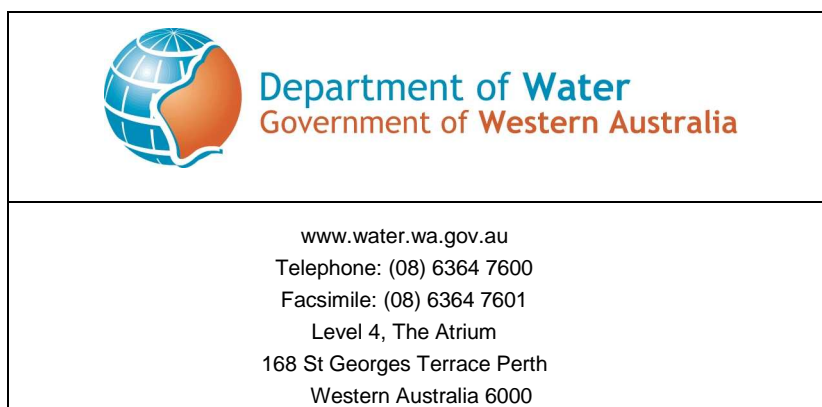 Department of Water
Government of Western Australia
www.water.wa.gov.au
Telephone: (08) 6364 7600
Facsimile: (08) 6364 7601
Level 4, The Atrium
168 St Georges Terrace Perth
Western Australia 6000